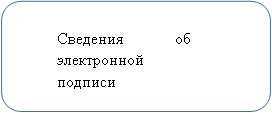 Сведения об
электронной
подписи